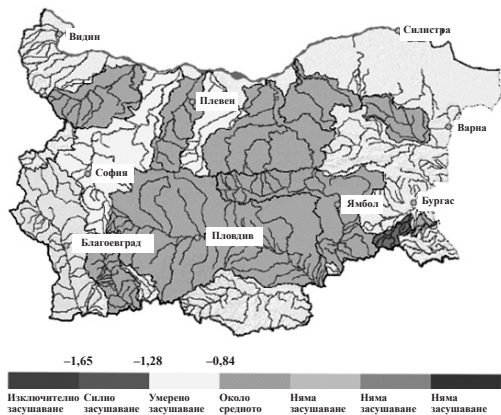 Видин
Силистра
Плевен
Варна
София
Ямбол
Бургас
Благоевград
Пловдив
–1,65 –1,28 –0,84
Изключително Силно Умерено Около Няма Няма Няма
засушаване засушаване засушаване средното засушаване засушаване засушаване